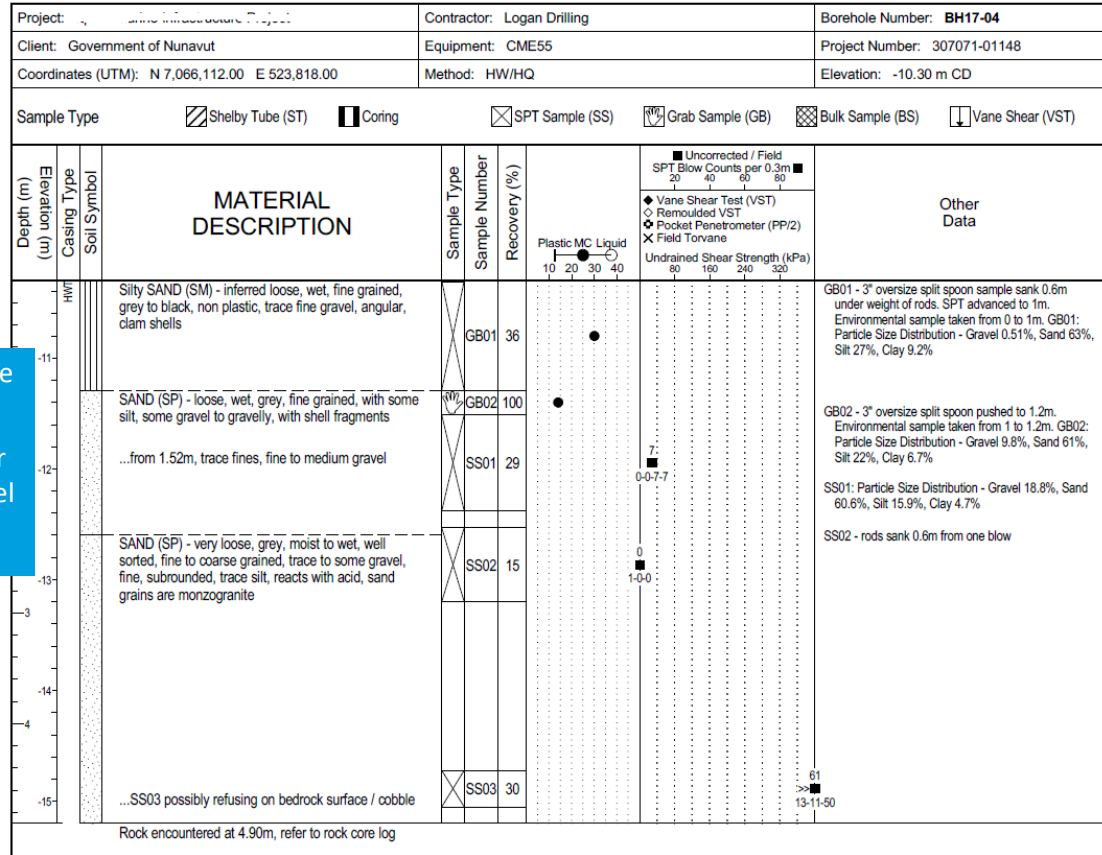 Project:
Contractor: Logan Drilling
Borehole Number: BH17-04
Client: Government of Nunavut
Equipment: CME55
Project Number: 307071-01148
Coordinates (UTM): N 7,066,112.00 E 523,818.00
Method: HW/HQ
Elevation: -10.30 m CD
Sample Type
Shelby Tube (ST)
Coring
SPT Sample (SS)
Grab Sample (GB)
Bulk Sample (BS)
Vane Shear (VST)
Depth (m)
Elevation (m)
Casing Type
Soil Symbol
MATERIAL
DESCRIPTION
Sample Type
Sample Number
Recovery (%)
Plastic MC Liquid
10 20 30 40
■ Uncorrected / Field
SPT Blow Counts per 0.3m ■
20 40 60 80
◆ Vane Shear Test (VST)
◇ Remoulded VST
Pocket Penetrometer (PP/2)
X Field Torvane
Undrained Shear Strength (kPa)
80 160 240 320
Other
Data
HWT
Silty SAND (SM) - inferred loose, wet, fine grained,
grey to black, non plastic, trace fine gravel, angular,
clam shells
GB01 36
GB01 - 3" oversize split spoon sample sank 0.6m
under weight of rods. SPT advanced to 1m.
Environmental sample taken from 0 to 1m. GB01:
Particle Size Distribution - Gravel 0.51%, Sand 63%,
Silt 27%, Clay 9.2%
-11
e
SAND (SP) - loose, wet, grey, fine grained, with some
silt, some gravel to gravelly, with shell fragments
GB02 100
GB02 - 3" oversize split spoon pushed to 1.2m.
Environmental sample taken from 1 to 1.2m. GB02:
Particle Size Distribution - Gravel 9.8%, Sand 61%,
Silt 22%, Clay 6.7%
...from 1.52m, trace fines, fine to medium gravel
r
-12
el
SS01 29
7
0-0-7-7
SS01: Particle Size Distribution - Gravel 18.8%, Sand
60.6%, Silt 15.9%, Clay 4.7%
SAND (SP) - very loose, grey, moist to wet, well
sorted, fine to coarse grained, trace to some gravel,
fine, subrounded, trace silt, reacts with acid, sand
grains are monzogranite
SS02 15
0
1-0-0
SS02 - rods sank 0.6m from one blow
-13
3
-14
4
-15
...SS03 possibly refusing on bedrock surface / cobble
SS03 30
61
>>
13-11-50
Rock encountered at 4.90m, refer to rock core log